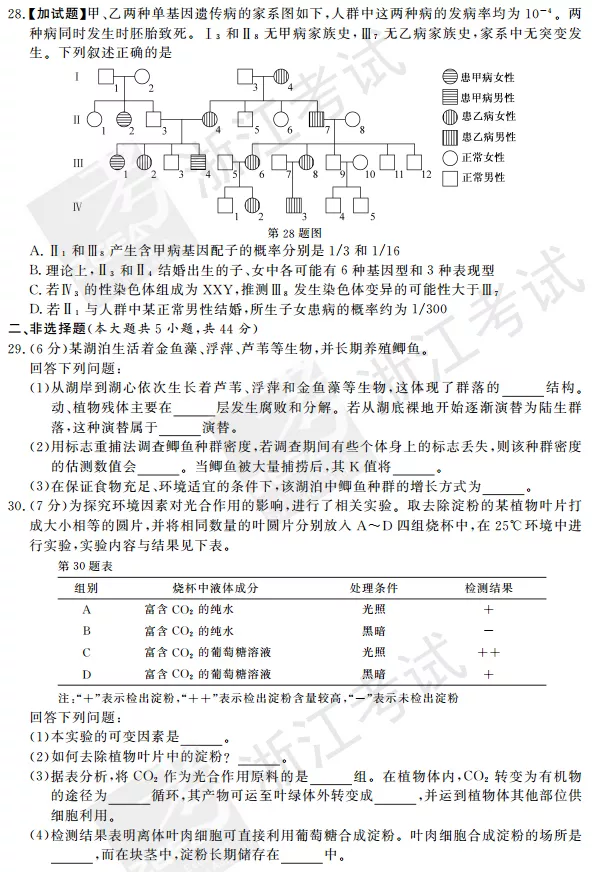 28.【加试题】甲、乙两种单基因遗传病的家系图如下,人群中这两种病的发病率均为 10⁻⁴。两
种病同时发生时胚胎致死。Ⅰ₃ 和Ⅱ₈ 无甲病家族史,Ⅲ₇ 无乙病家族史,家系中无突变发
生。下列叙述正确的是
Ⅰ 1 2 3 4
Ⅱ 1 2 3 4 5 6 7 8
Ⅲ 1 2 3 4 5 6 7 8 9 10 11 12
Ⅳ 1 2 3 4 5
患甲病女性
患甲病男性
患乙病女性
患乙病男性
正常女性
正常男性
第 28 题图
A. Ⅱ₁ 和Ⅲ₈ 产生含甲病基因配子的概率分别是 1/3 和 1/16
B. 理论上,Ⅱ₃ 和Ⅱ₄ 结婚出生的子、女中各可能有 6 种基因型和 3 种表现型
C. 若Ⅳ₃ 的性染色体组成为 XXY,推测Ⅲ₈ 发生染色体变异的可能性大于Ⅲ₇
D. 若Ⅱ₁ 与人群中某正常男性结婚,所生子女患病的概率约为 1/300
二、非选择题(本大题共 5 小题,共 44 分)
29.(6 分)某湖泊生活着金鱼藻、浮萍、芦苇等生物,并长期养殖鲫鱼。
回答下列问题:
(1)从湖岸到湖心依次生长着芦苇、浮萍和金鱼藻等生物,这体现了群落的______结构。
动、植物残体主要在______层发生腐败和分解。若从湖底裸地开始逐渐演替为陆生群
落,这种演替属于______演替。
(2)用标志重捕法调查鲫鱼种群密度,若调查期间有些个体身上的标志丢失,则该种群密度
的估测数值会______。当鲫鱼被大量捕捞后,其 K 值将______。
(3)在保证食物充足、环境适宜的条件下,该湖泊中鲫鱼种群的增长方式为______。
30.(7 分)为探究环境因素对光合作用的影响,进行了相关实验。取去除淀粉的某植物叶片打
成大小相等的圆片,并将相同数量的叶圆片分别放入 A～D 四组烧杯中,在 25℃ 环境中进
行实验,实验内容与结果见下表。
第 30 题表
组别 烧杯中液体成分 处理条件 检测结果
A 富含 CO₂ 的纯水 光照 +
B 富含 CO₂ 的纯水 黑暗 −
C 富含 CO₂ 的葡萄糖溶液 光照 ++
D 富含 CO₂ 的葡萄糖溶液 黑暗 +
注:“+”表示检出淀粉,“++”表示检出淀粉含量较高,“−”表示未检出淀粉
回答下列问题:
(1)本实验的可变因素是______。
(2)如何去除植物叶片中的淀粉? ______。
(3)据表分析,将 CO₂ 作为光合作用原料的是______组。在植物体内,CO₂ 转变为有机物
的途径为______循环,其产物可运至叶绿体外转变成______,并运到植物体其他部位供
细胞利用。
(4)检测结果表明离体叶肉细胞可直接利用葡萄糖合成淀粉。叶肉细胞合成淀粉的场所是
______,而在块茎中,淀粉长期储存在______中。
浙江考试
浙江考试
浙江考试